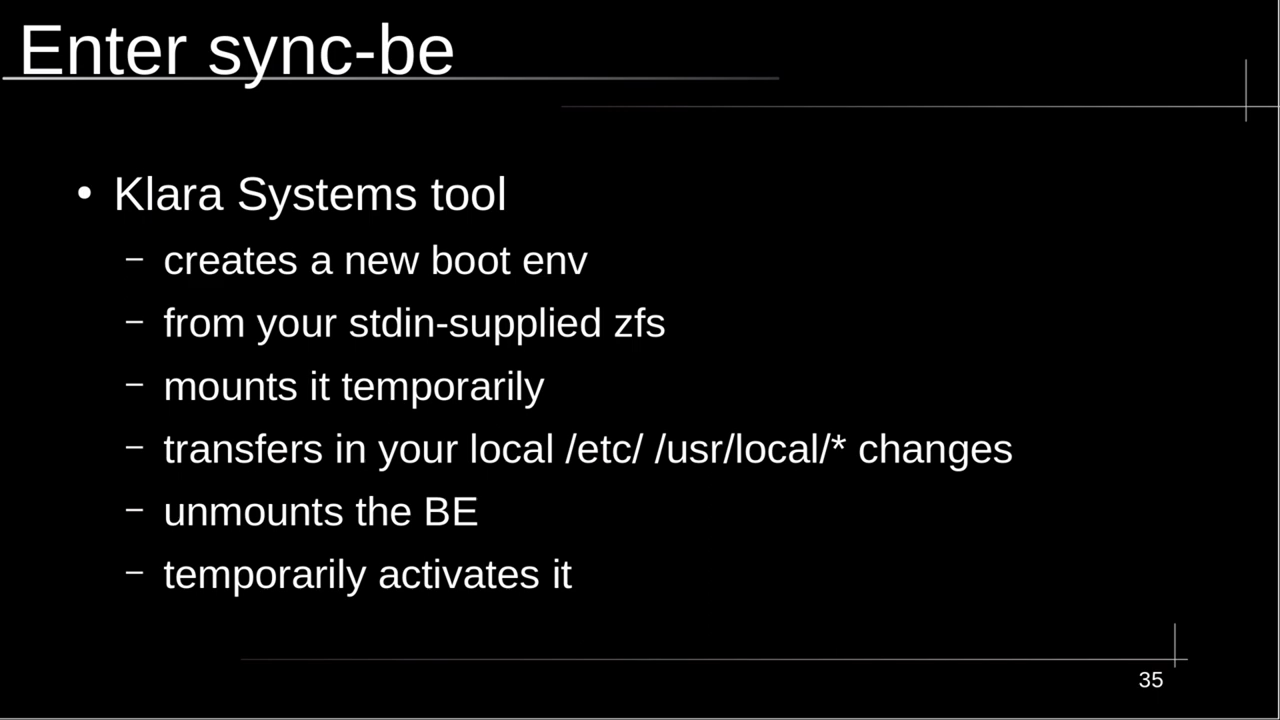 Enter sync-be
• Klara Systems tool
– creates a new boot env
– from your stdin-supplied zfs
– mounts it temporarily
– transfers in your local /etc/ /usr/local/* changes
– unmounts the BE
– temporarily activates it
35